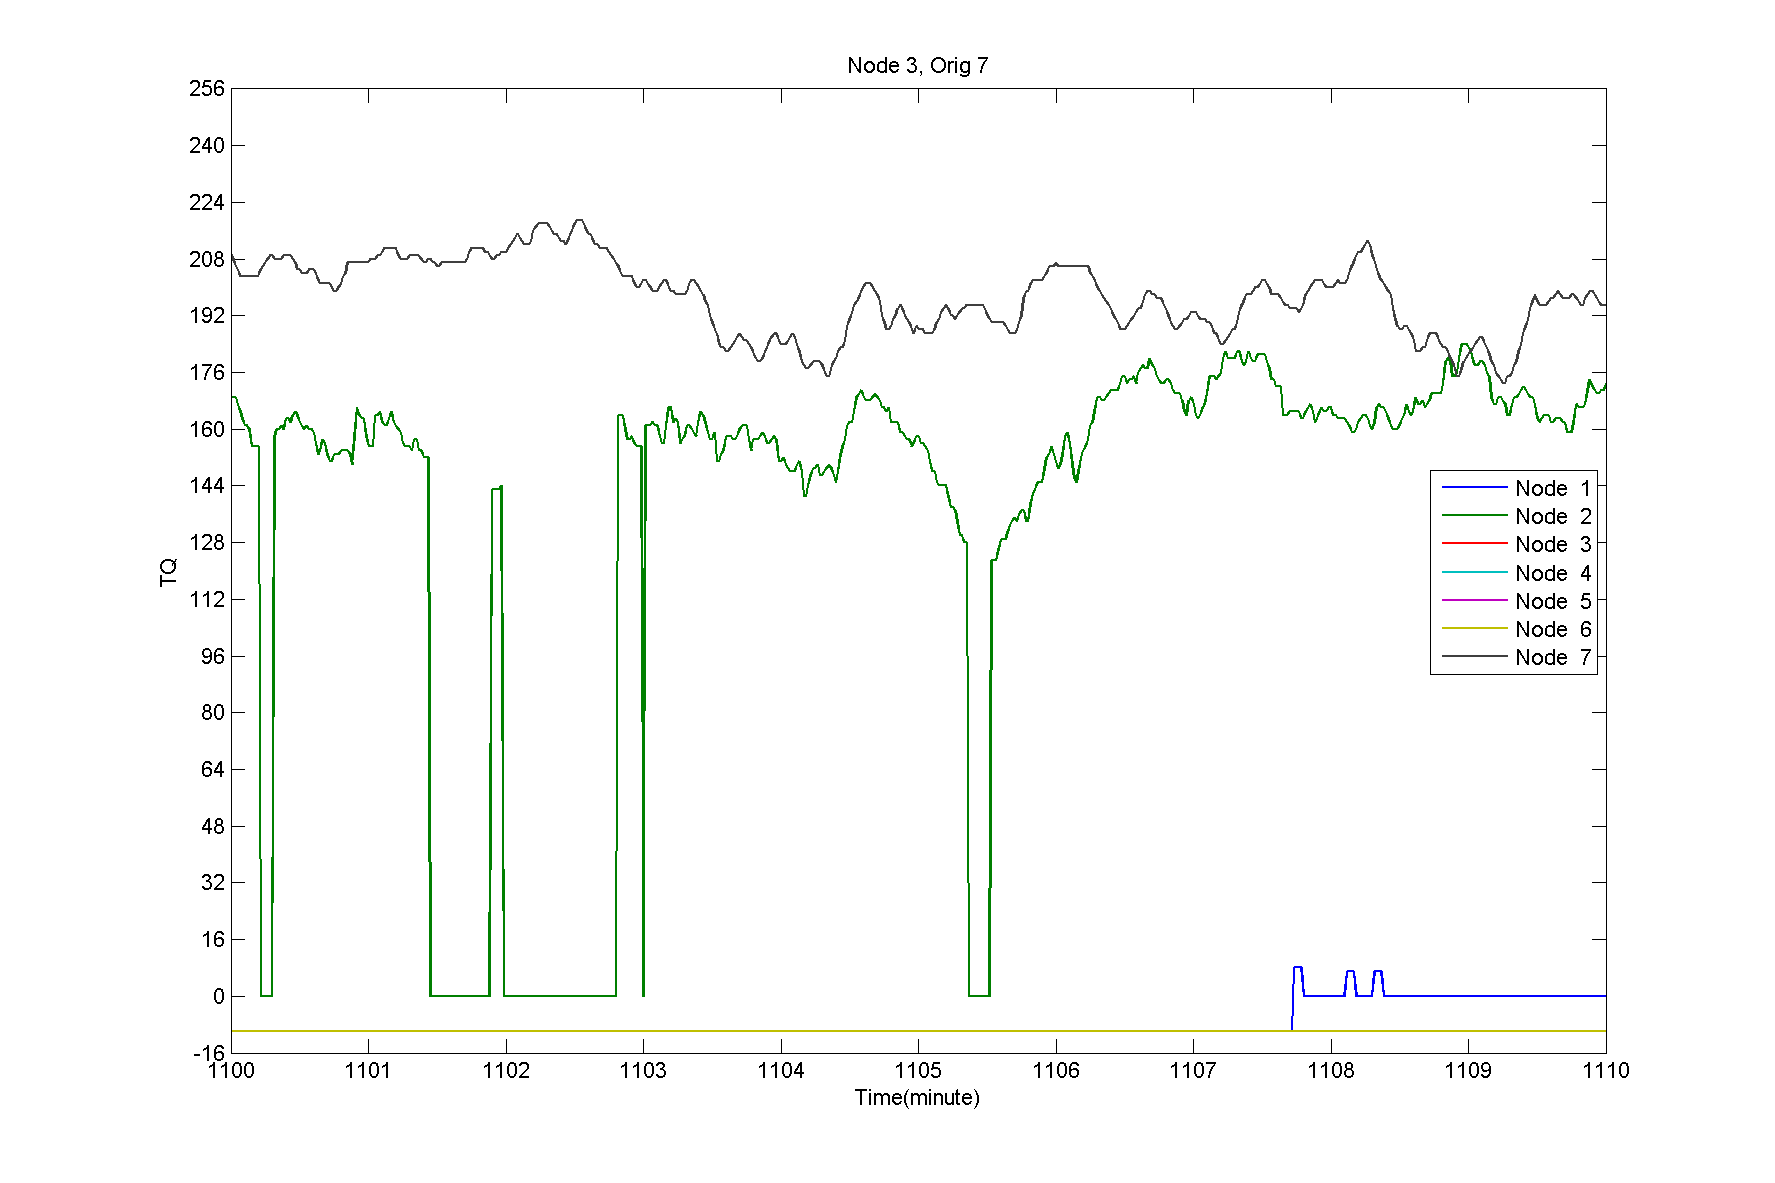 Node 3, Orig 7
256
240
224
208
192
176
160
144
128
112
96
80
64
48
32
16
0
-16
TQ
Node 1
Node 2
Node 3
Node 4
Node 5
Node 6
Node 7
1100 1101 1102 1103 1104 1105 1106 1107 1108 1109 1110
Time(minute)